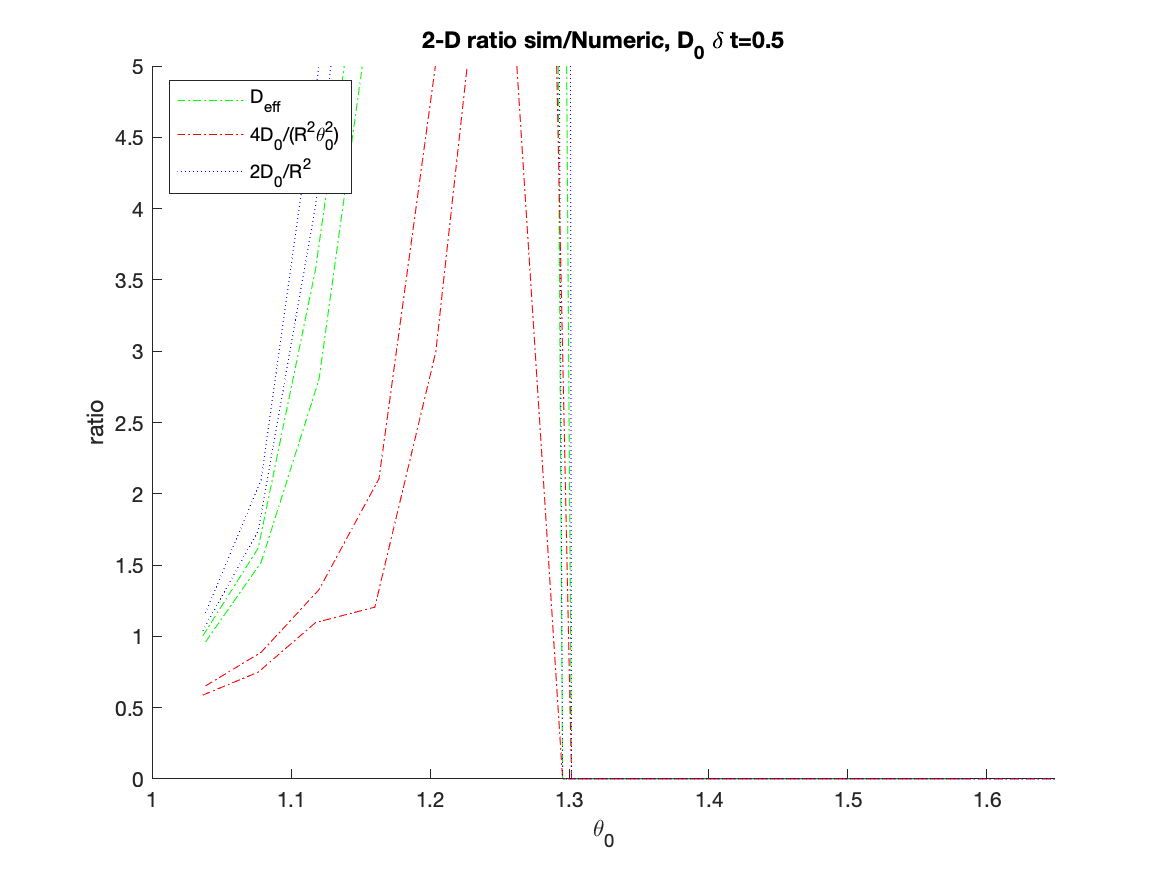 2-D ratio sim/Numeric, D₀ δ t=0.5
5
4.5
4
3.5
3
2.5
2
1.5
1
0.5
0
ratio
D_eff
4D₀/(R²θ₀²)
2D₀/R²
1 1.1 1.2 1.3 1.4 1.5 1.6
θ₀